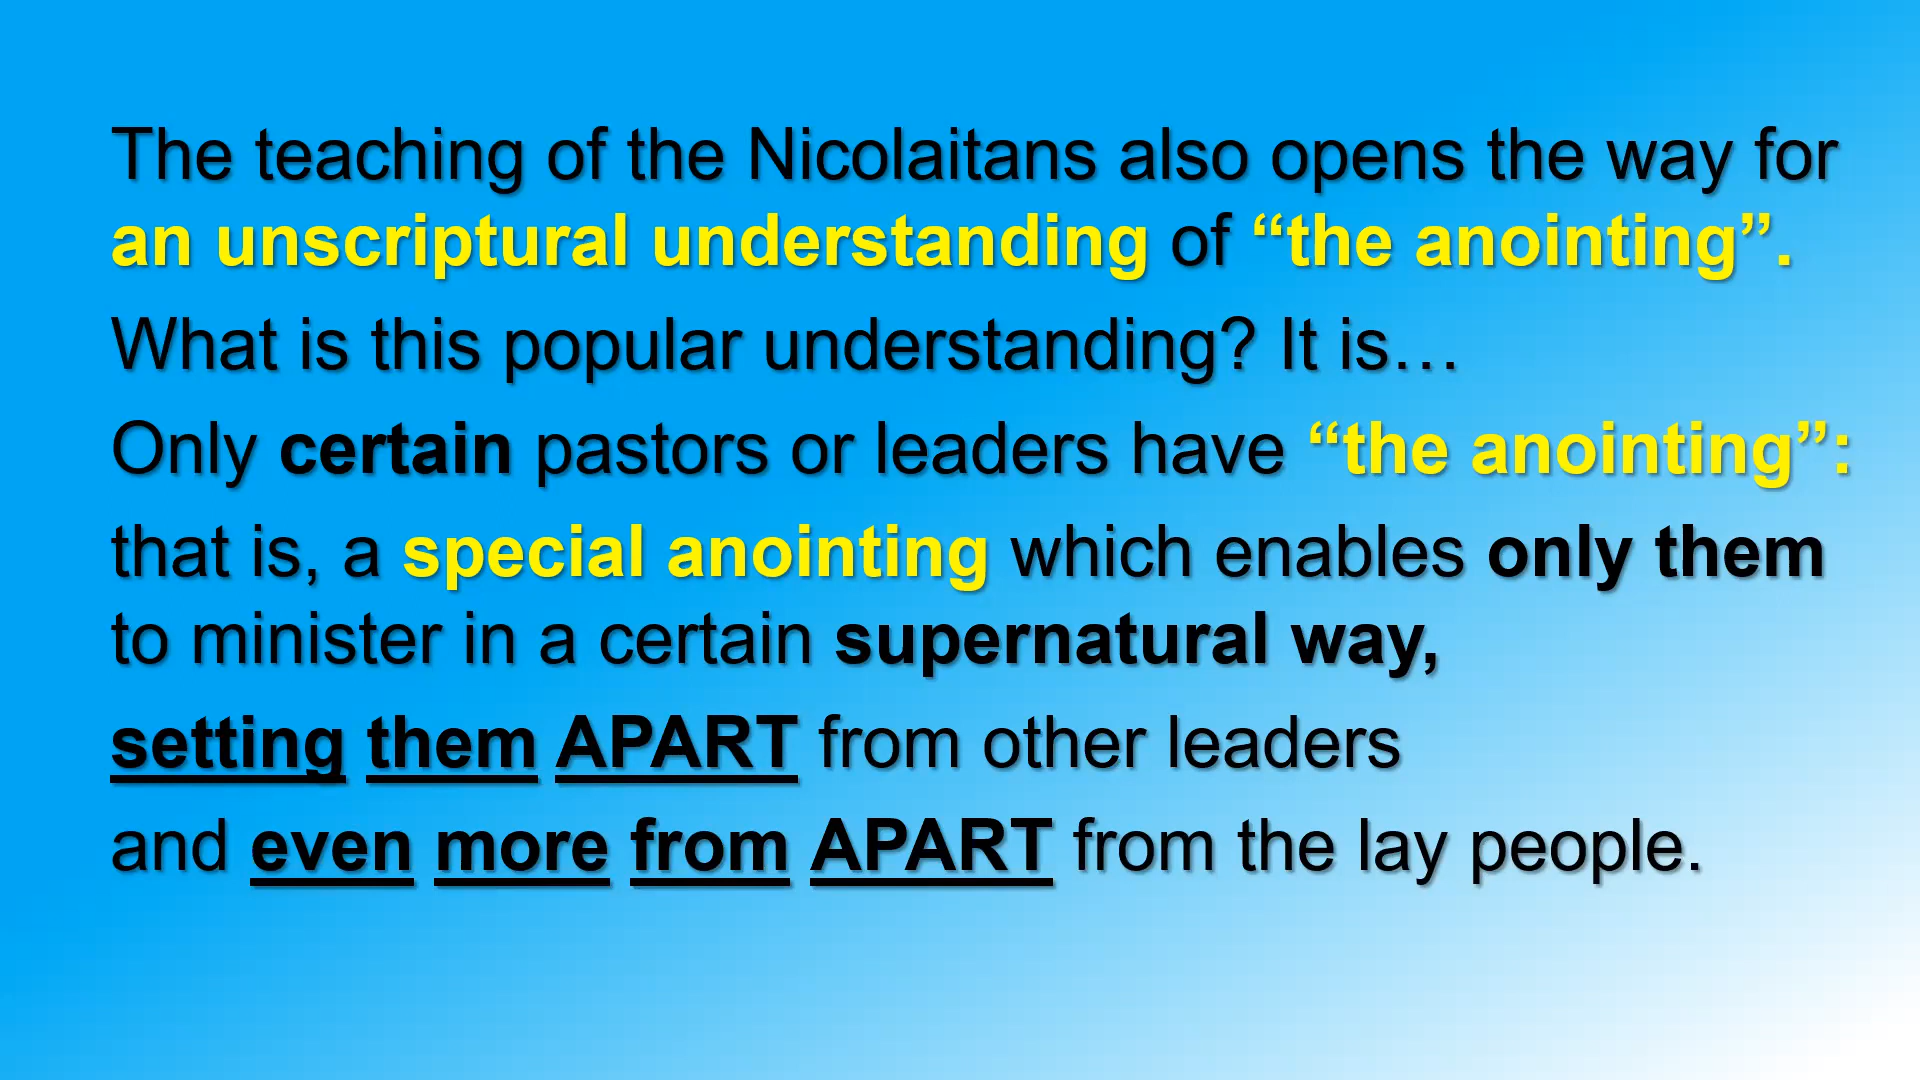 The teaching of the Nicolaitans also opens the way for
an unscriptural understanding of “the anointing”.
What is this popular understanding? It is…
Only certain pastors or leaders have “the anointing”:
that is, a special anointing which enables only them
to minister in a certain supernatural way,
setting them APART from other leaders
and even more from APART from the lay people.